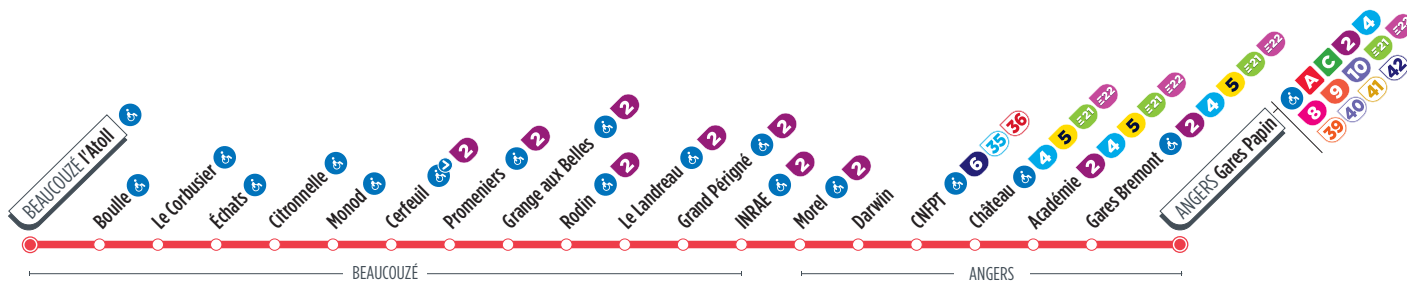 BEAUCOUZÉ l'Atoll
Boulle
Le Corbusier
Échats
Citronnelle
Monod
Cerfeuil 1 2
Promeniers 2
Grange aux Belles 2
Rodin 2
Le Landreau 2
Grand Périgné 2
INRAE 2
Morel 2
Darwin
CNFPT 6 35 36
Château 4 5 21 22
Académie 2 4 5 21 22
Gares Bremont 2 4 5 21 22
ANGERS Gares Papin
A C 2 4
8 9 10 21 22
39 40 41 42
BEAUCOUZÉ
ANGERS